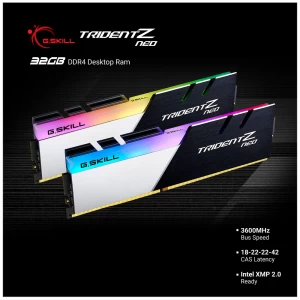 G.SKILL TRIDENT Z NEO
32GB DDR4 Desktop Ram
G.SKILL TRIDENT Z NEO
G.SKILL TRIDENT Z NEO
• 3600MHz
Bus Speed
• 18-22-22-42
CAS Latency
• Intel XMP 2.0
Ready